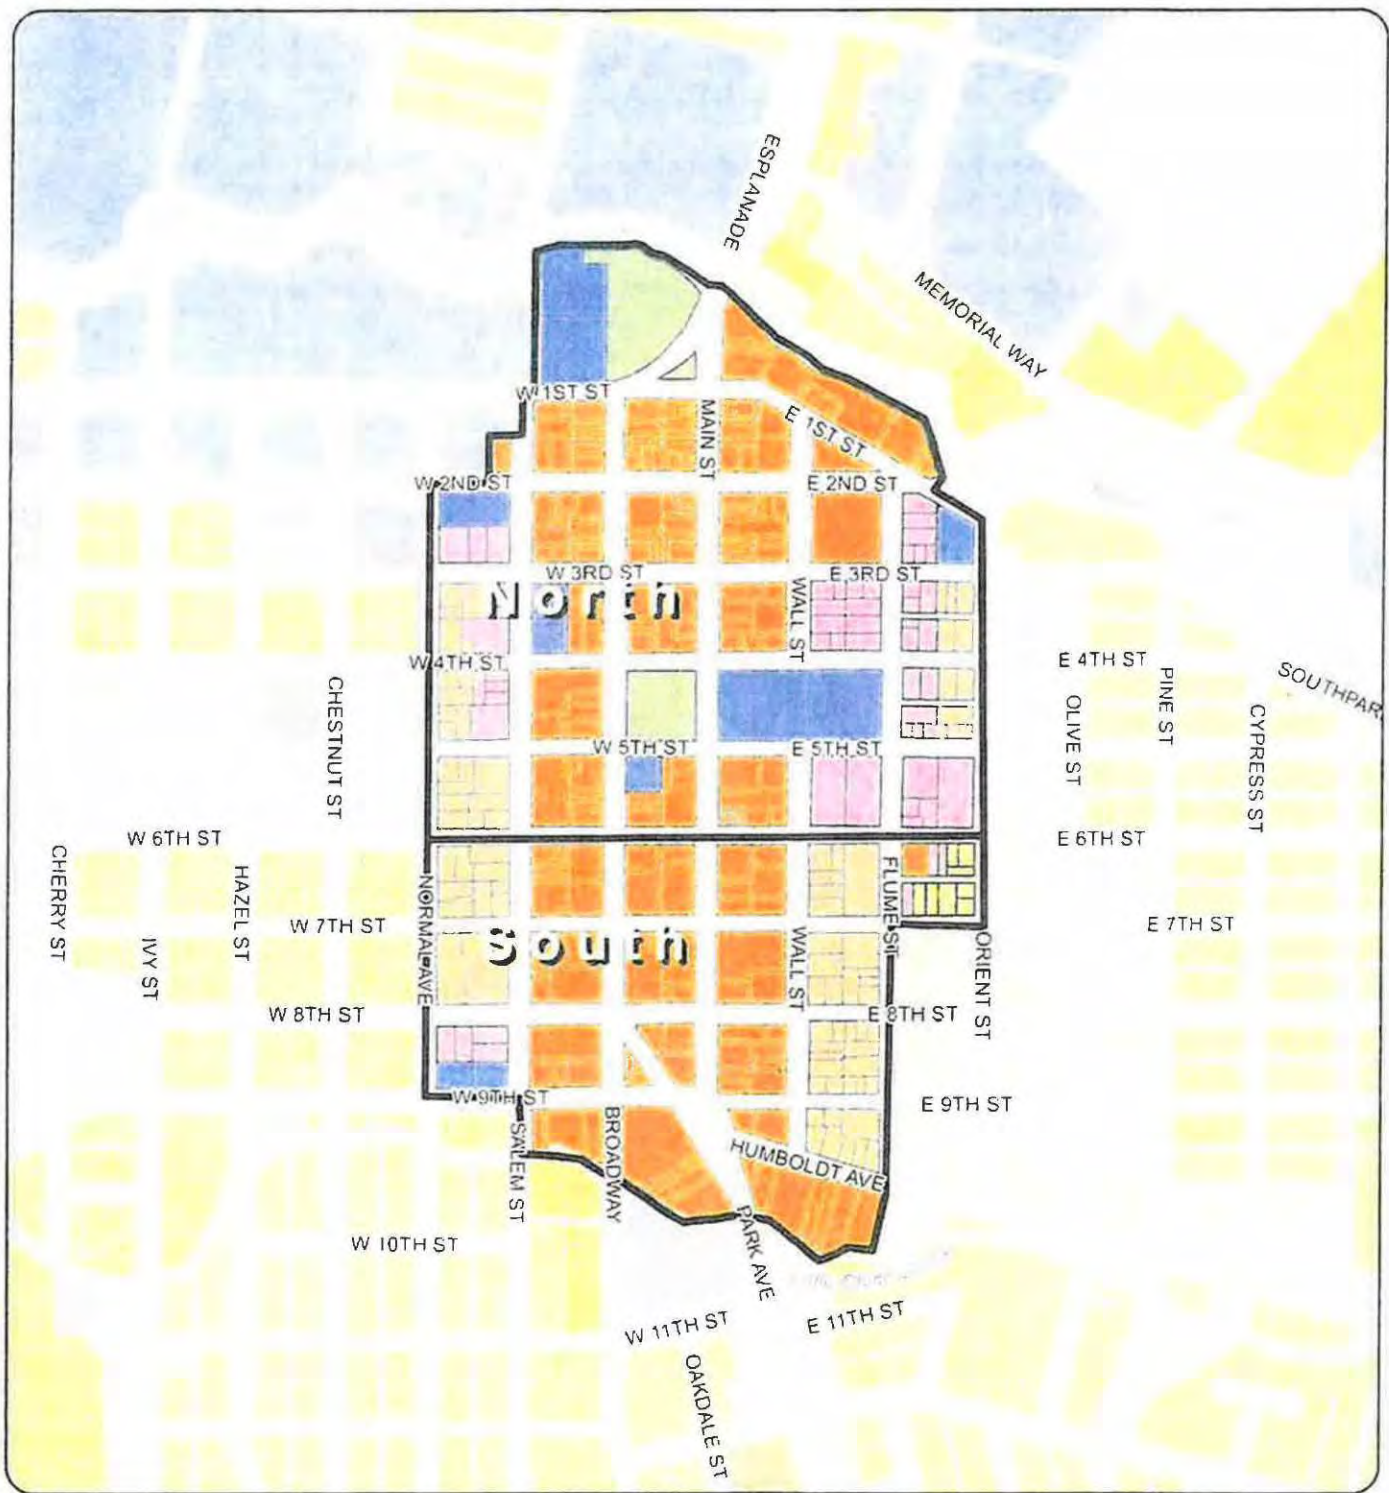 ESPLANADE
MEMORIAL WAY
W 1ST ST
MAIN ST
E 1ST ST
W 2ND ST
E 2ND ST
W 3RD ST
E 3RD ST
North
WALL ST
W 4TH ST
E 4TH ST
SOUTHPAR
CHESTNUT ST
OLIVE ST
PINE ST
CYPRESS ST
W 5TH ST
E 5TH ST
W 6TH ST
E 6TH ST
CHERRY ST
IVY ST
HAZEL ST
NORMAL AVE
FLUME ST
W 7TH ST
E 7TH ST
South
WALL ST
ORIENT ST
W 8TH ST
E 8TH ST
W 9TH ST
E 9TH ST
SALEM ST
BROADWAY
HUMBOLDT AVE
PARK AVE
W 10TH ST
W 11TH ST
E 11TH ST
OAKDALE ST